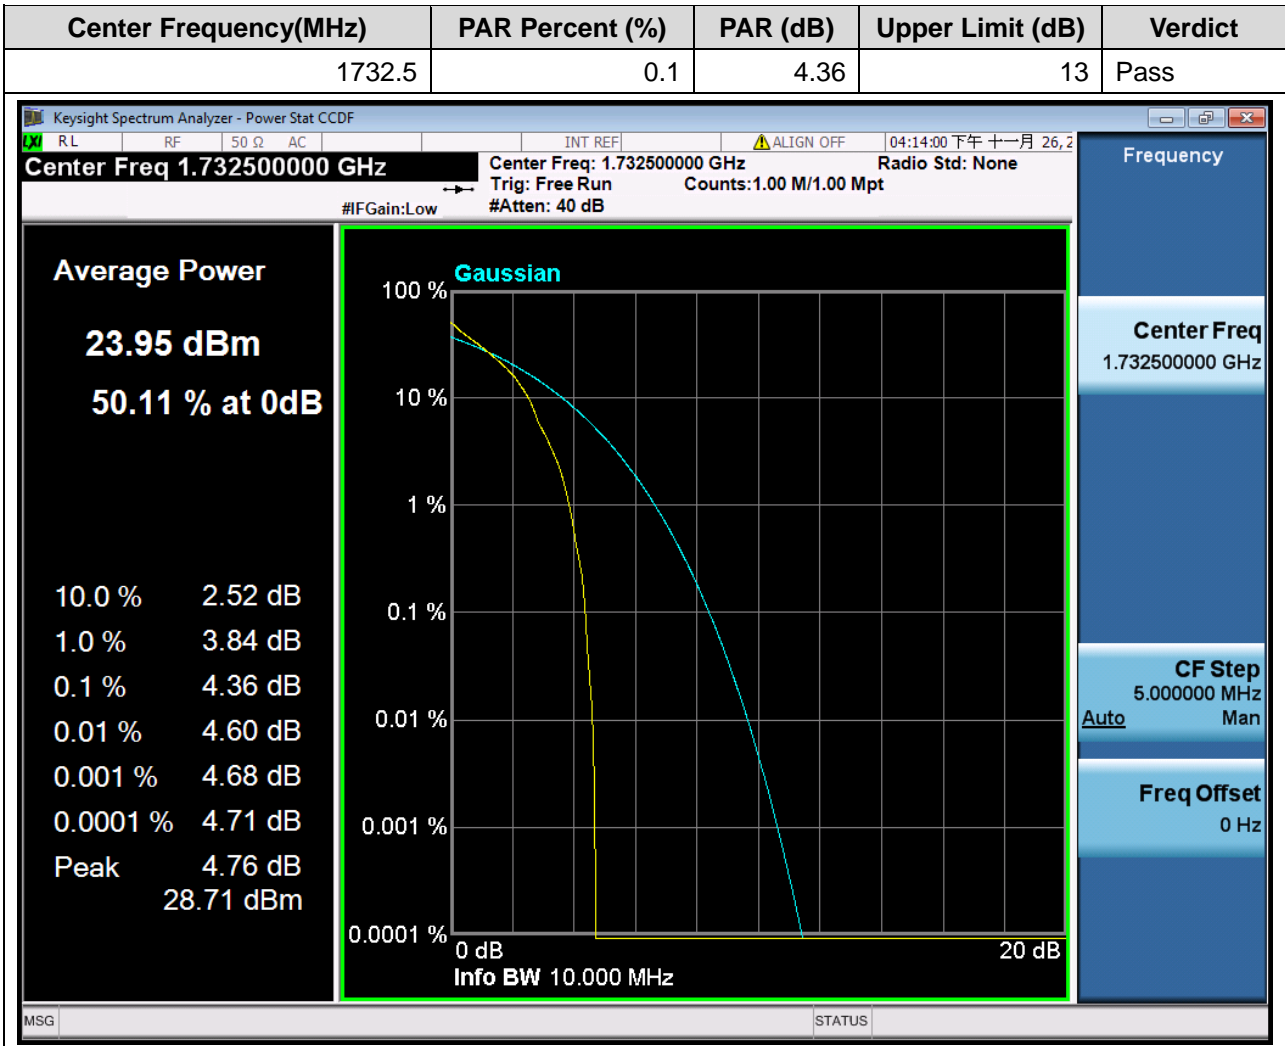 Center Frequency(MHz) PAR Percent (%) PAR (dB) Upper Limit (dB) Verdict
1732.5 0.1 4.36 13 Pass
Keysight Spectrum Analyzer - Power Stat CCDF
LXI RL RF 50 Ω AC INT REF ALIGN OFF 04:14:00 下午 十一月 26, 2
Center Freq 1.732500000 GHz
Center Freq: 1.732500000 GHz Radio Std: None
Trig: Free Run Counts:1.00 M/1.00 Mpt
#IFGain:Low #Atten: 40 dB
Average Power
23.95 dBm
50.11 % at 0dB
10.0 % 2.52 dB
1.0 % 3.84 dB
0.1 % 4.36 dB
0.01 % 4.60 dB
0.001 % 4.68 dB
0.0001 % 4.71 dB
Peak 4.76 dB
28.71 dBm
Gaussian
100 %
10 %
1 %
0.1 %
0.01 %
0.001 %
0.0001 %
0 dB 20 dB
Info BW 10.000 MHz
Frequency
Center Freq
1.732500000 GHz
CF Step
5.000000 MHz
Auto Man
Freq Offset
0 Hz
MSG STATUS